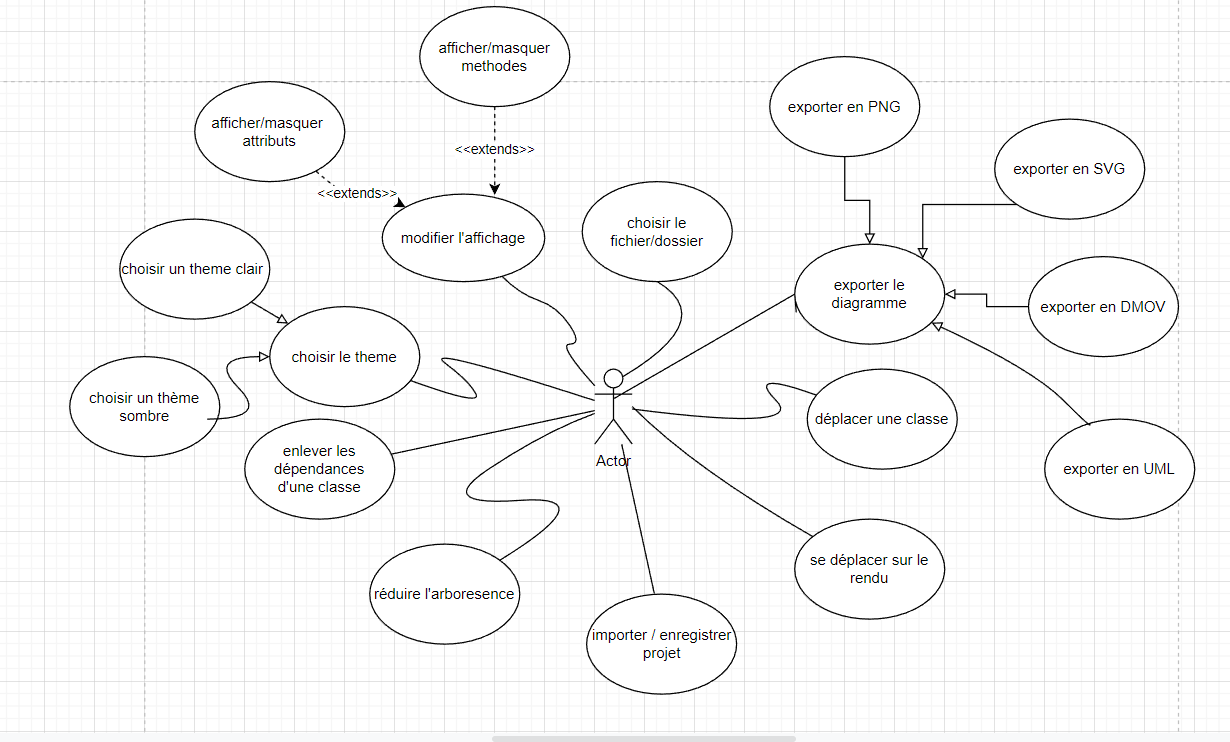 afficher/masquer
methodes
exporter en PNG
afficher/masquer
attributs
<<extends>>
exporter en SVG
<<extends>>
choisir le
fichier/dossier
modifier l'affichage
choisir un theme clair
exporter le
diagramme
exporter en DMOV
choisir le theme
choisir un thème
sombre
déplacer une classe
enlever les
dépendances
d'une classe
Actor
exporter en UML
se déplacer sur le
rendu
réduire l'arboresence
importer / enregistrer
projet